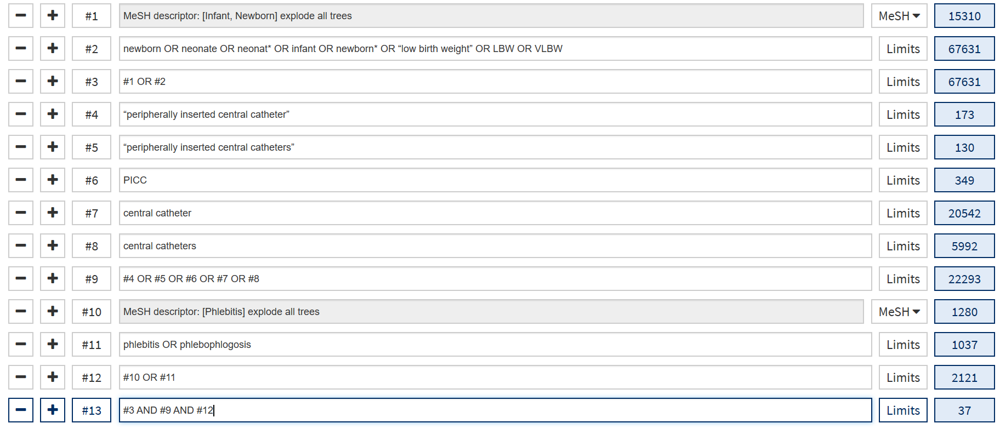 − + #1 MeSH descriptor: [Infant, Newborn] explode all trees MeSH 15310
− + #2 newborn OR neonate OR neonat* OR infant OR newborn* OR “low birth weight” OR LBW OR VLBW Limits 67631
− + #3 #1 OR #2 Limits 67631
− + #4 “peripherally inserted central catheter” Limits 173
− + #5 “peripherally inserted central catheters” Limits 130
− + #6 PICC Limits 349
− + #7 central catheter Limits 20542
− + #8 central catheters Limits 5992
− + #9 #4 OR #5 OR #6 OR #7 OR #8 Limits 22293
− + #10 MeSH descriptor: [Phlebitis] explode all trees MeSH 1280
− + #11 phlebitis OR phlebophlogosis Limits 1037
− + #12 #10 OR #11 Limits 2121
− + #13 #3 AND #9 AND #12 Limits 37